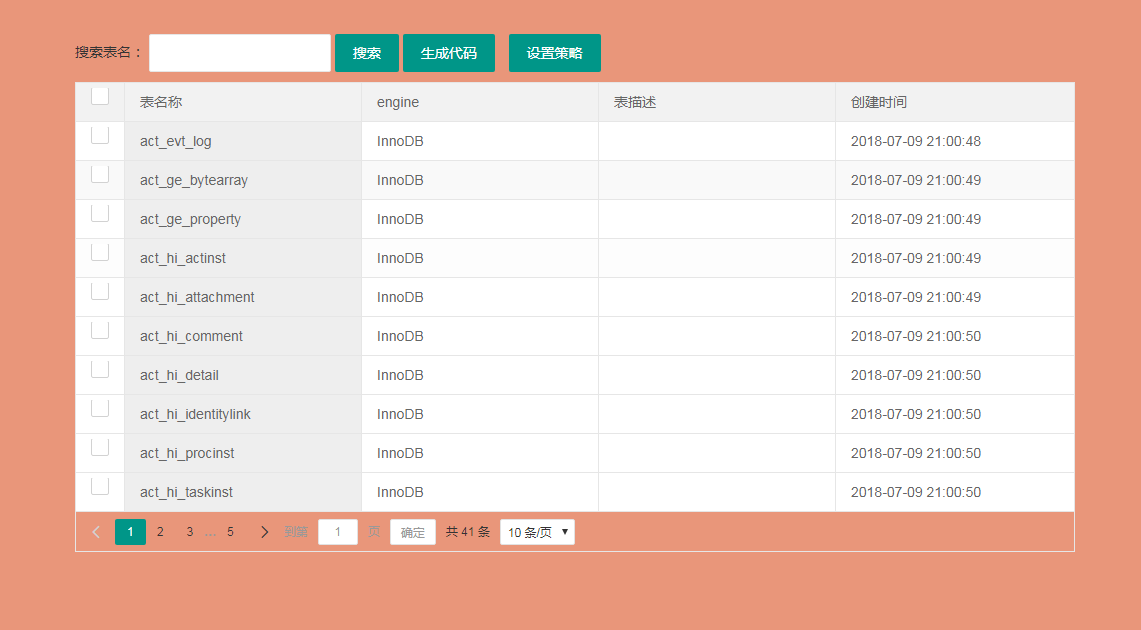 搜索表名： 搜索 生成代码 设置策略
表名称 engine 表描述 创建时间
act_evt_log InnoDB 2018-07-09 21:00:48
act_ge_bytearray InnoDB 2018-07-09 21:00:49
act_ge_property InnoDB 2018-07-09 21:00:49
act_hi_actinst InnoDB 2018-07-09 21:00:49
act_hi_attachment InnoDB 2018-07-09 21:00:49
act_hi_comment InnoDB 2018-07-09 21:00:50
act_hi_detail InnoDB 2018-07-09 21:00:50
act_hi_identitylink InnoDB 2018-07-09 21:00:50
act_hi_procinst InnoDB 2018-07-09 21:00:50
act_hi_taskinst InnoDB 2018-07-09 21:00:50
1 2 3 … 5 到第 1 页 确定 共 41 条 10 条/页